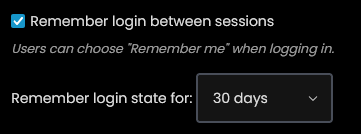 Remember login between sessions
Users can choose "Remember me" when logging in.
Remember login state for: 30 days